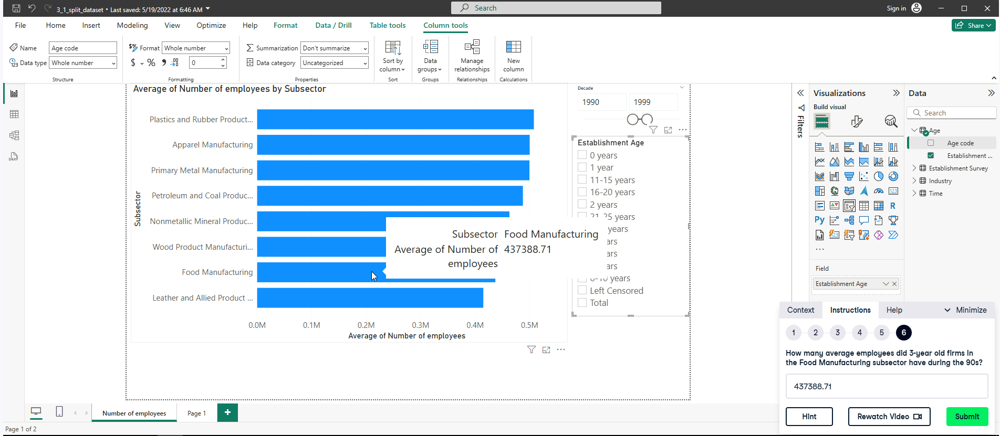 3_1_split_dataset • Last saved: 5/19/2022 at 6:46 AM
Search
Sign in
File
Home
Insert
Modeling
View
Optimize
Help
Format
Data / Drill
Table tools
Column tools
Share
Name
Age code
Data type
Whole number
Structure
Format
Whole number
$
%
0
Formatting
Summarization
Don't summarize
Data category
Uncategorized
Properties
Sort by
column
Sort
Data
groups
Groups
Manage
relationships
Relationships
New
column
Calculations
Average of Number of employees by Subsector
Subsector
Plastics and Rubber Product...
Apparel Manufacturing
Primary Metal Manufacturing
Petroleum and Coal Produc...
Nonmetallic Mineral Produc...
Wood Product Manufacturi...
Food Manufacturing
Leather and Allied Product ...
0.0M
0.1M
0.2M
0.3M
0.4M
0.5M
Average of Number of employees
Subsector Food Manufacturing
Average of Number of 437388.71
employees
Decade
1990
1999
Establishment Age
0 years
1 year
11-15 years
16-20 years
2 years
21-25 years
years
ars
ars
ars
6-10 years
Left Censored
Total
Filters
Visualizations
Build visual
123
R
Py
Field
Establishment Age
Data
Search
Age
Age code
Establishment ...
Establishment Survey
Industry
Time
Context
Instructions
Help
Minimize
1
2
3
4
5
6
How many average employees did 3-year old firms in
the Food Manufacturing subsector have during the 90s?
437388.71
Hint
Rewatch Video
Submit
Number of employees
Page 1
+
Page 1 of 2